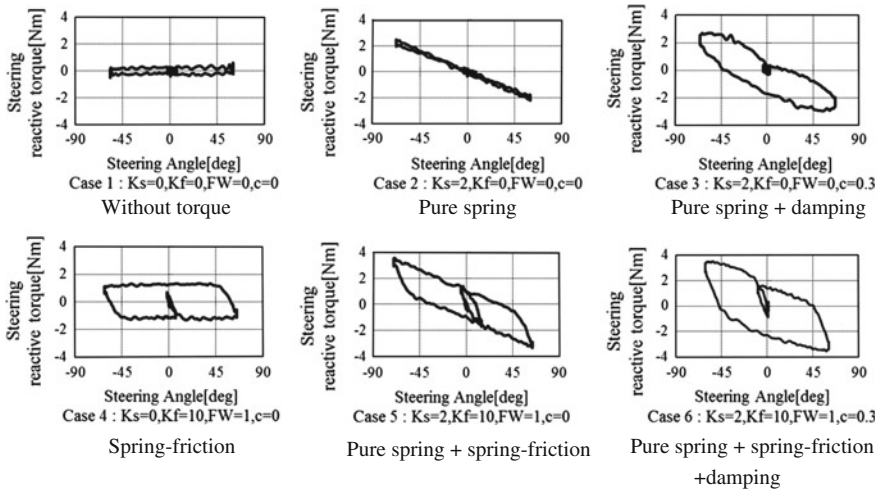 Steering
reactive torque[Nm]
4
2
0
-2
-4
-90
-45
0
45
90
Steering Angle[deg]
Case 1 : Ks=0,Kf=0,FW=0,c=0
Without torque
Steering
reactive torque[Nm]
4
2
0
-2
-4
-90
-45
0
45
90
Steering Angle[deg]
Case 2 : Ks=2,Kf=0,FW=0,c=0
Pure spring
Steering
reactive torque[Nm]
4
2
0
-2
-4
-90
-45
0
45
90
Steering Angle[deg]
Case 3 : Ks=2,Kf=0,FW=0,c=0.3
Pure spring + damping
Steering
reactive torque[Nm]
4
2
0
-2
-4
-90
-45
0
45
90
Steering Angle[deg]
Case 4 : Ks=0,Kf=10,FW=1,c=0
Spring-friction
Steering
reactive torque[Nm]
4
2
0
-2
-4
-90
-45
0
45
90
Steering Angle[deg]
Case 5 : Ks=2,Kf=10,FW=1,c=0
Pure spring + spring-friction
Steering
reactive torque[Nm]
4
2
0
-2
-4
-90
-45
0
45
90
Steering Angle[deg]
Case 6 : Ks=2,Kf=10,FW=1,c=0.3
Pure spring + spring-friction
+damping